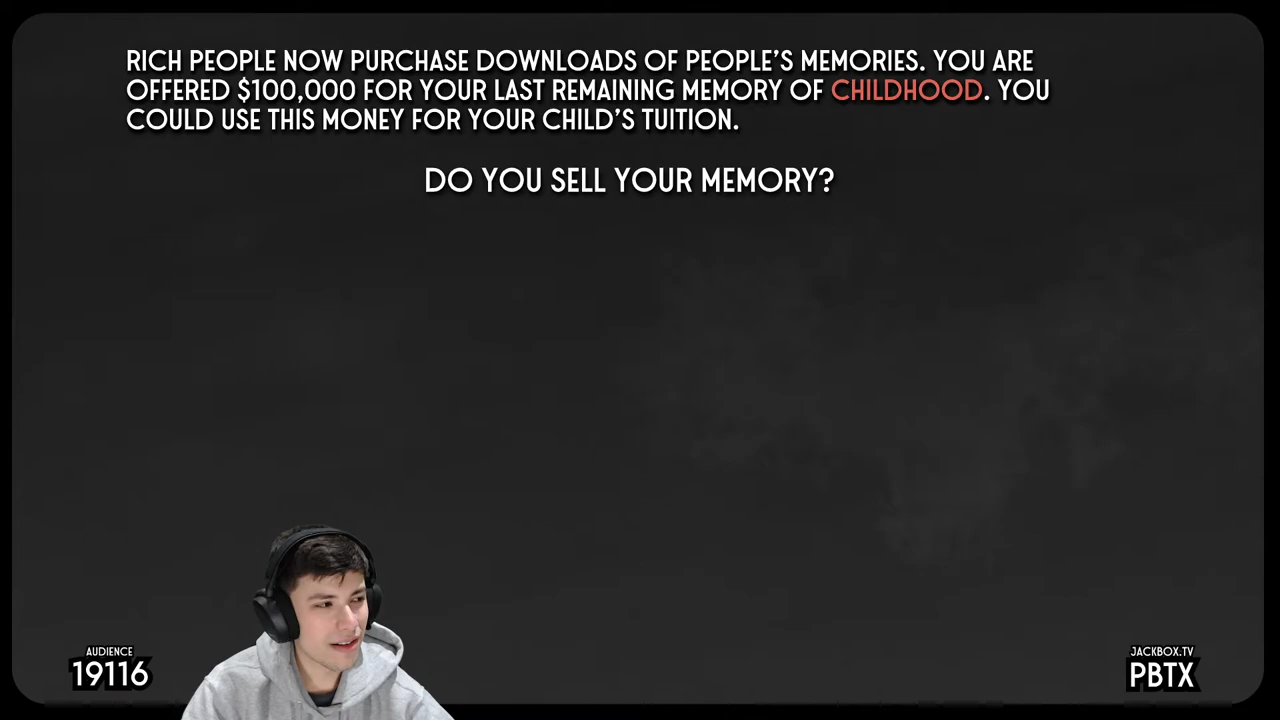 RICH PEOPLE NOW PURCHASE DOWNLOADS OF PEOPLE'S MEMORIES. YOU ARE
OFFERED $100,000 FOR YOUR LAST REMAINING MEMORY OF CHILDHOOD. YOU
COULD USE THIS MONEY FOR YOUR CHILD'S TUITION.
DO YOU SELL YOUR MEMORY?
AUDIENCE
19116
JACKBOX.TV
PBTX